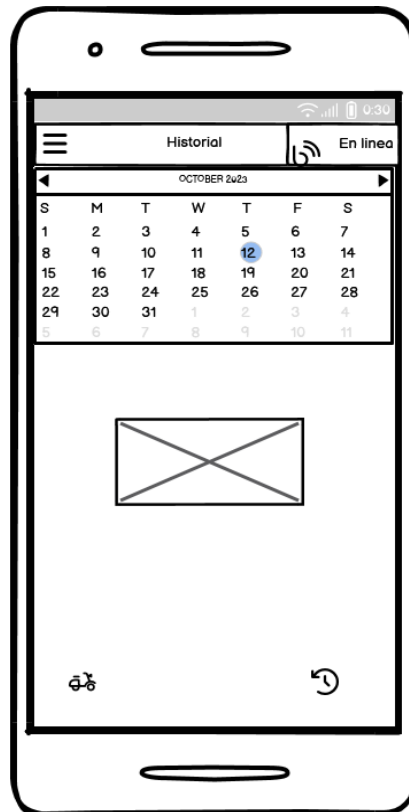 0:30
Historial En linea
OCTOBER 2023
S M T W T F S
1 2 3 4 5 6 7
8 9 10 11 12 13 14
15 16 17 18 19 20 21
22 23 24 25 26 27 28
29 30 31 1 2 3 4
5 6 7 8 9 10 11